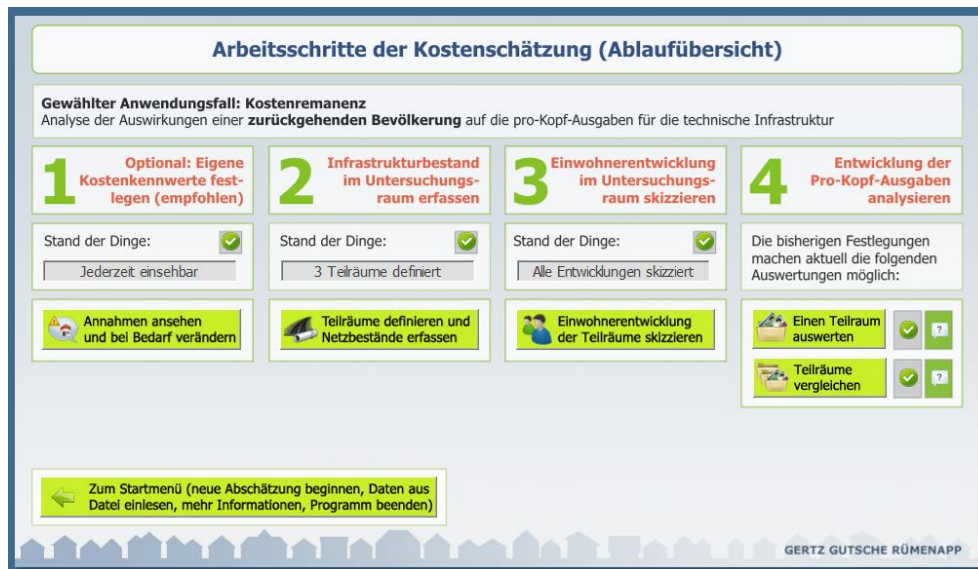 Arbeitsschritte der Kostenschätzung (Ablaufübersicht)
Gewählter Anwendungsfall: Kostenremanenz
Analyse der Auswirkungen einer zurückgehenden Bevölkerung auf die pro-Kopf-Ausgaben für die technische Infrastruktur
1
Optional: Eigene
Kostenkennwerte fest-
legen (empfohlen)
Stand der Dinge:
Jederzeit einsehbar
Annahmen ansehen
und bei Bedarf verändern
2
Infrastrukturbestand
im Untersuchungs-
raum erfassen
Stand der Dinge:
3 Teilräume definiert
Teilräume definieren und
Netzbestände erfassen
3
Einwohnerentwicklung
im Untersuchungs-
raum skizzieren
Stand der Dinge:
Alle Entwicklungen skizziert
Einwohnerentwicklung
der Teilräume skizzieren
4
Entwicklung der
Pro-Kopf-Ausgaben
analysieren
Die bisherigen Festlegungen
machen aktuell die folgenden
Auswertungen möglich:
Einen Teilraum
auswerten
?
Teilräume
vergleichen
?
Zum Startmenü (neue Abschätzung beginnen, Daten aus
Datei einlesen, mehr Informationen, Programm beenden)
GERTZ GUTSCHE RÜMENAPP